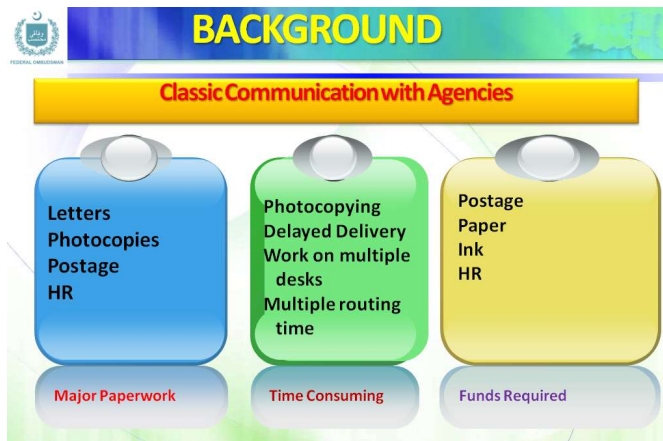 BACKGROUND
FEDERAL OMBUDSMAN
Classic Communication with Agencies
Letters
Photocopies
Postage
HR
Photocopying
Delayed Delivery
Work on multiple
desks
Multiple routing
time
Postage
Paper
Ink
HR
Major Paperwork
Time Consuming
Funds Required